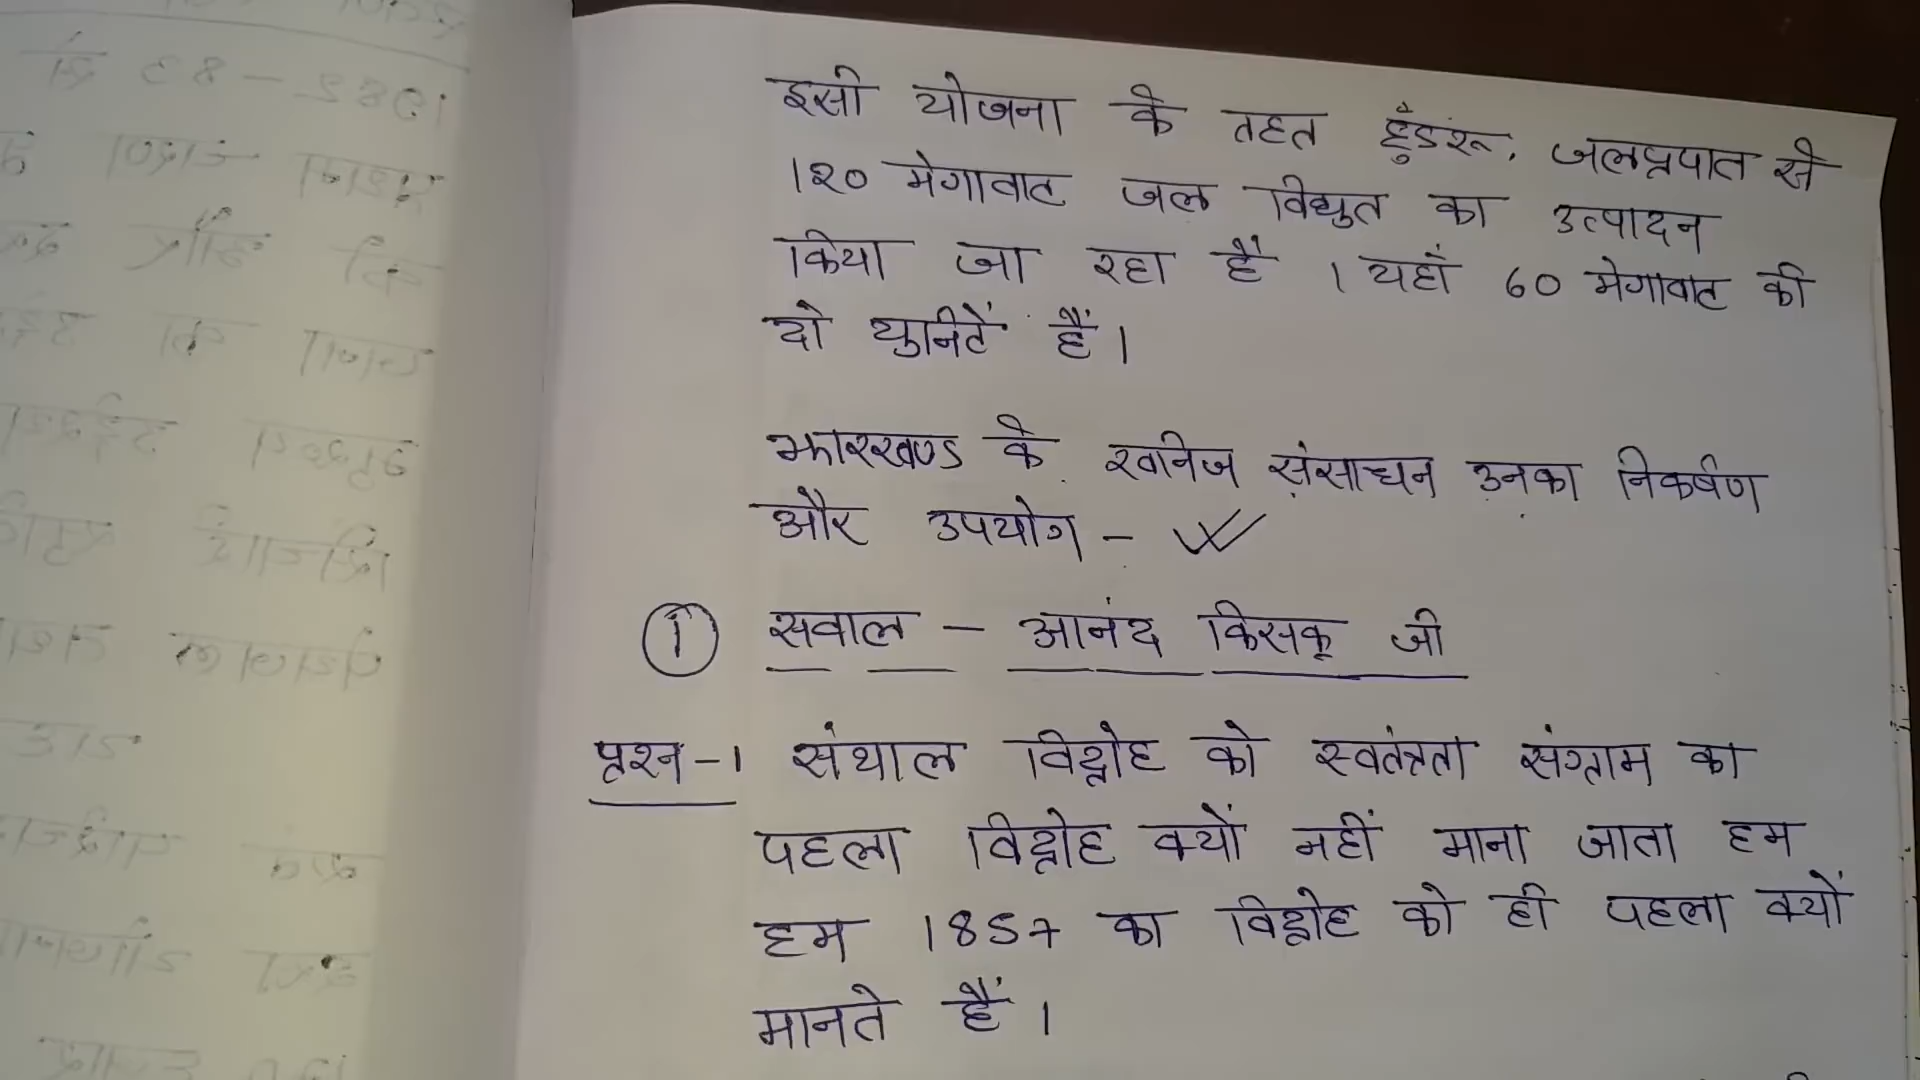 इसी योजना के तहत हुँडरू, जलप्रपात से
120 मेगावाट जल विद्युत का उत्पादन
किया जा रहा है । यहाँ 60 मेगावाट की
दो युनिटें हैं ।
झारखण्ड के खनिज संसाधन उनका निकर्षण
और उपयोग -
1 सवाल - आनंद किसकू जी
प्रश्न-1 संथाल विद्रोह को स्वतंत्रता संग्राम का
पहला विद्रोह क्यों नहीं माना जाता हम
हम 1857 का विद्रोह को ही पहला क्यों
मानते हैं ।